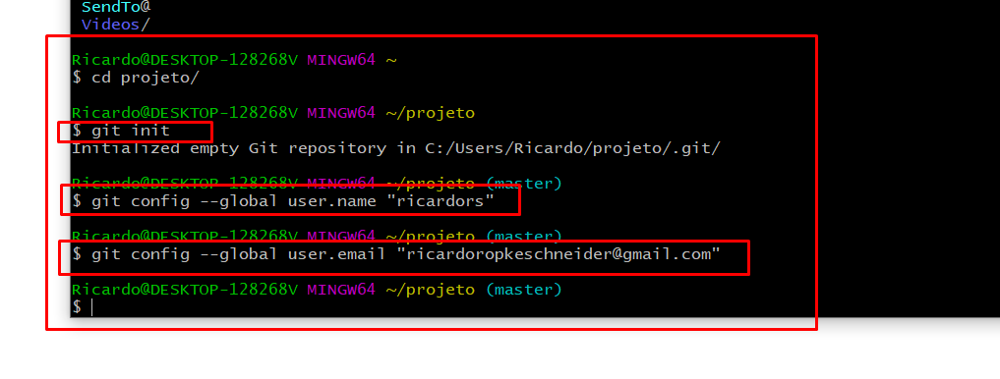 SendTo@
Videos/
Ricardo@DESKTOP-128268V MINGW64 ~
$ cd projeto/
Ricardo@DESKTOP-128268V MINGW64 ~/projeto
$ git init
Initialized empty Git repository in C:/Users/Ricardo/projeto/.git/
Ricardo@DESKTOP-128268V MINGW64 ~/projeto (master)
$ git config --global user.name "ricardors"
Ricardo@DESKTOP-128268V MINGW64 ~/projeto (master)
$ git config --global user.email "ricardoropkeschneider@gmail.com"
Ricardo@DESKTOP-128268V MINGW64 ~/projeto (master)
$